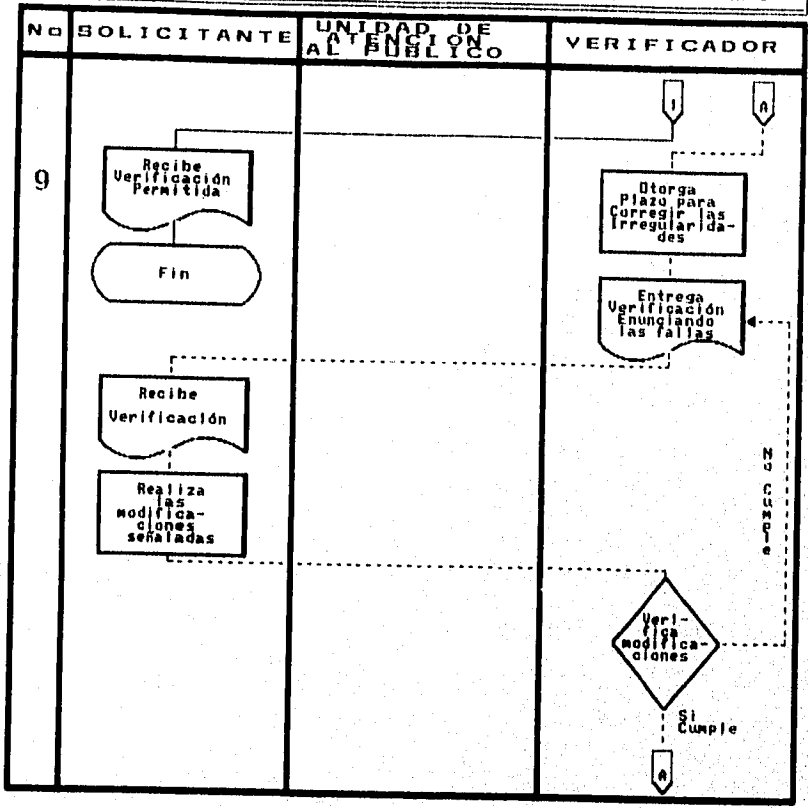 No
SOLICITANTE
UNIDAD DE
ATENCION
AL PUBLICO
VERIFICADOR
1
A
9
Recibe
Verificación
Permitida
Fin
Otorga
Plazo para
Corregir las
Irregularida-
des
Entrega
Verificación
Enunciando
las fallas
Recibe
Verificación
Realiza
las
modifica-
ciones
señaladas
No Cumple
Veri-
fica
modifica-
ciones
Si
Cumple
A